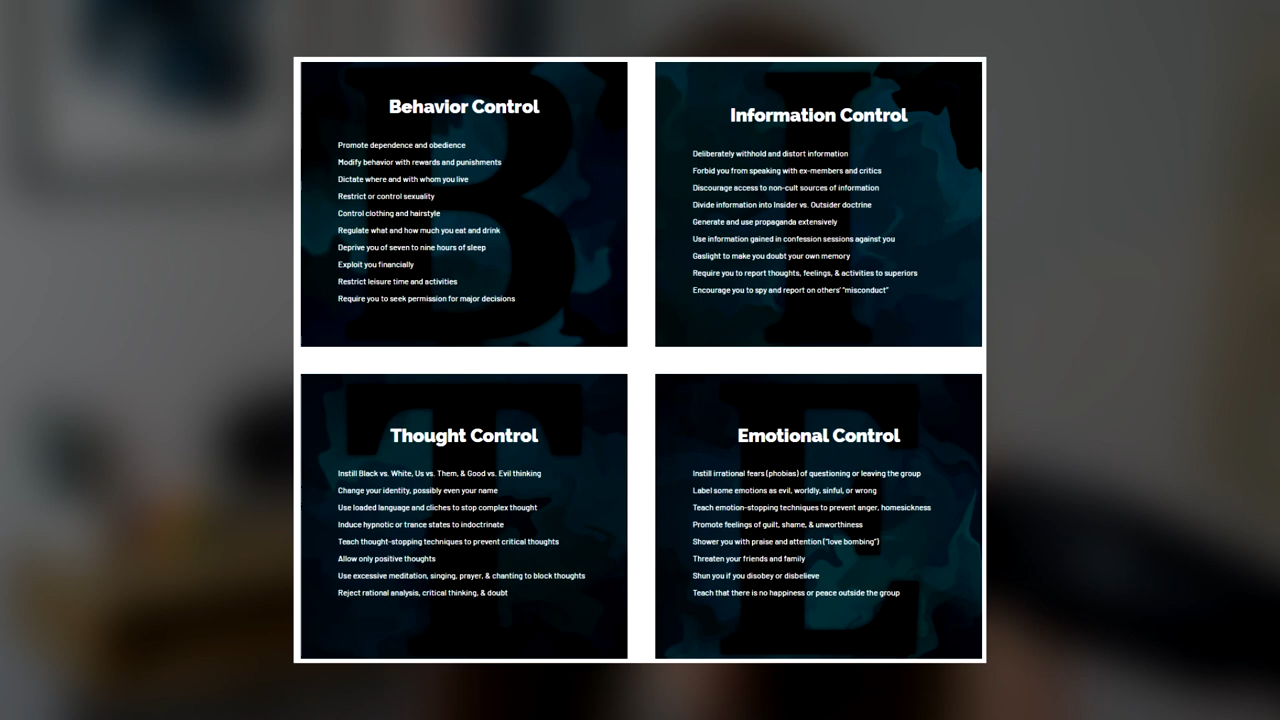 Behavior Control
Promote dependence and obedience
Modify behavior with rewards and punishments
Dictate where and with whom you live
Restrict or control sexuality
Control clothing and hairstyle
Regulate what and how much you eat and drink
Deprive you of seven to nine hours of sleep
Exploit you financially
Restrict leisure time and activities
Require you to seek permission for major decisions
Information Control
Deliberately withhold and distort information
Forbid you from speaking with ex-members and critics
Discourage access to non-cult sources of information
Divide information into Insider vs. Outsider doctrine
Generate and use propaganda extensively
Use information gained in confession sessions against you
Gaslight to make you doubt your own memory
Require you to report thoughts, feelings, & activities to superiors
Encourage you to spy and report on others' "misconduct"
Thought Control
Instill Black vs. White, Us vs. Them, & Good vs. Evil thinking
Change your identity, possibly even your name
Use loaded language and cliches to stop complex thought
Induce hypnotic or trance states to indoctrinate
Teach thought-stopping techniques to prevent critical thoughts
Allow only positive thoughts
Use excessive meditation, singing, prayer, & chanting to block thoughts
Reject rational analysis, critical thinking, & doubt
Emotional Control
Instill irrational fears (phobias) of questioning or leaving the group
Label some emotions as evil, worldly, sinful, or wrong
Teach emotion-stopping techniques to prevent anger, homesickness
Promote feelings of guilt, shame, & unworthiness
Shower you with praise and attention ("love bombing")
Threaten your friends and family
Shun you if you disobey or disbelieve
Teach that there is no happiness or peace outside the group
B
I
T
E